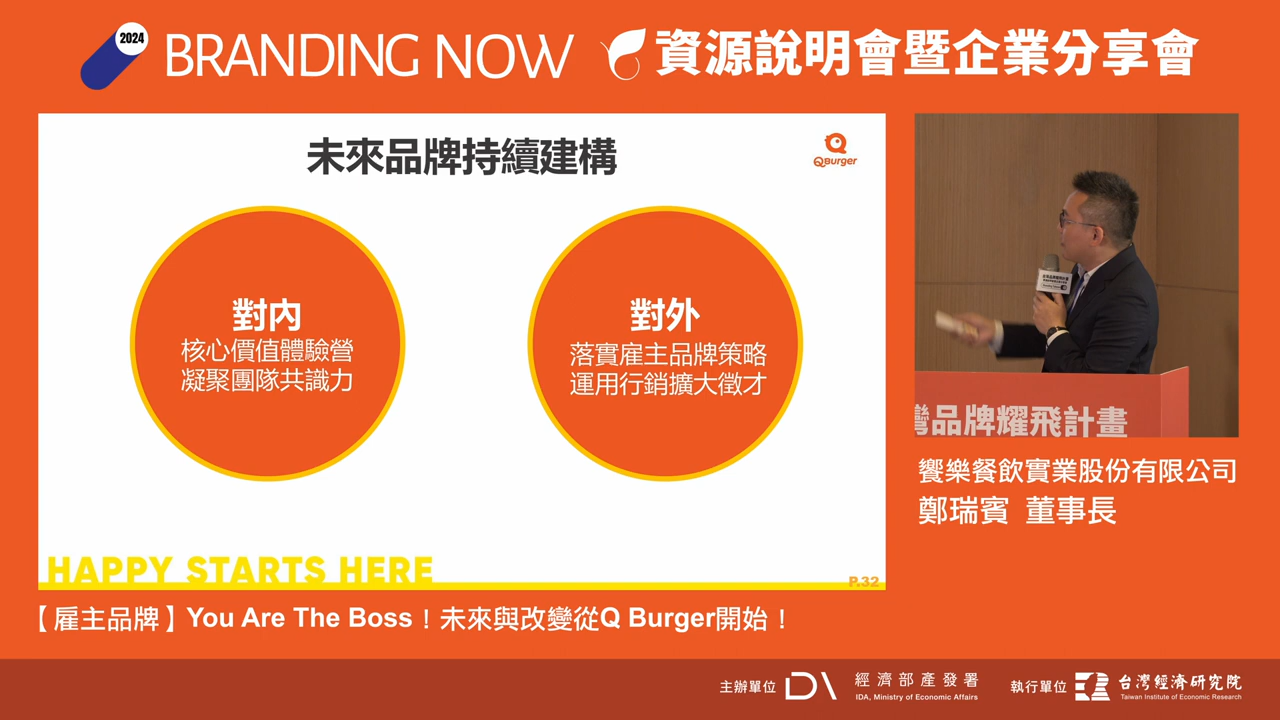 2024
BRANDING NOW 資源說明會暨企業分享會
未來品牌持續建構
Q BURGER
對內
核心價值體驗營
凝聚團隊共識力
對外
落實雇主品牌策略
運用行銷擴大徵才
HAPPY STARTS HERE
P.32
灣品牌耀飛計畫
饗樂餐飲實業股份有限公司
鄭瑞賓 董事長
【雇主品牌】You Are The Boss！未來與改變從Q Burger開始！
主辦單位 經濟部產發署
IDA, Ministry of Economic Affairs
執行單位 台灣經濟研究院
Taiwan Institute of Economic Research